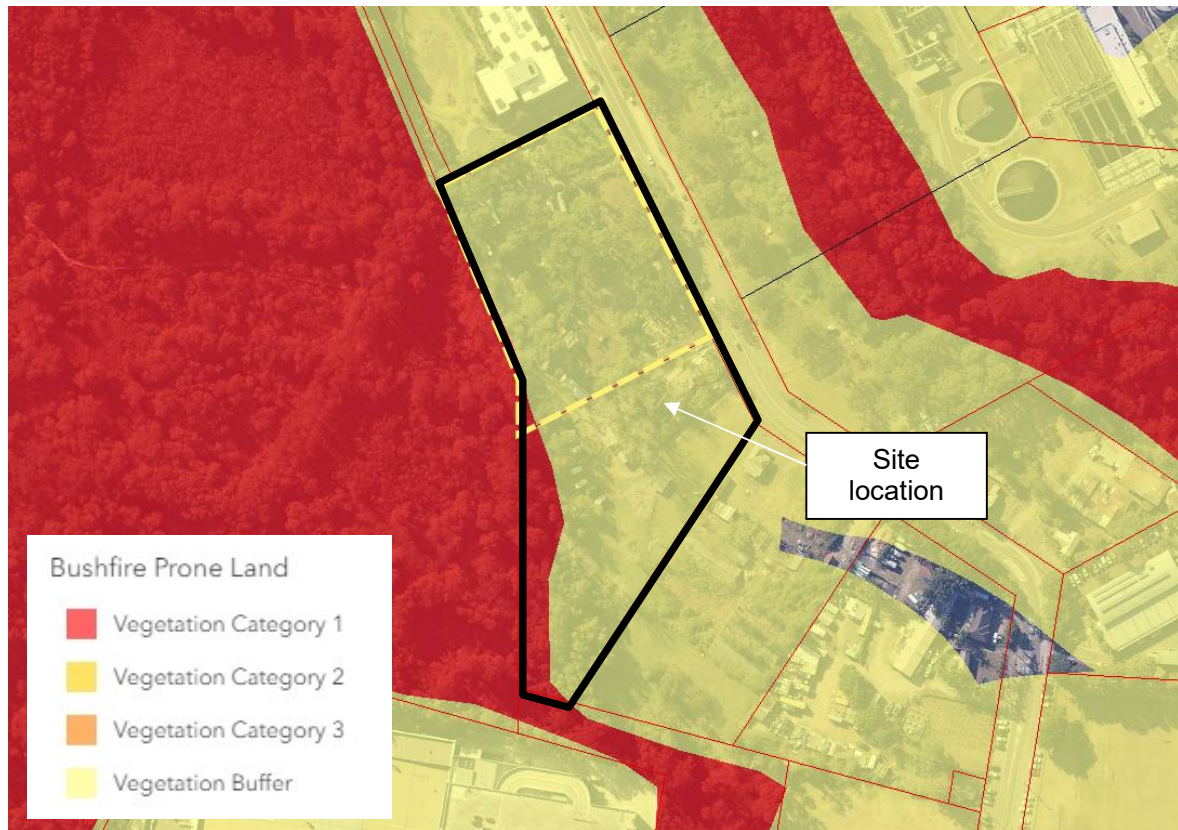 Site
location
Bushfire Prone Land
Vegetation Category 1
Vegetation Category 2
Vegetation Category 3
Vegetation Buffer